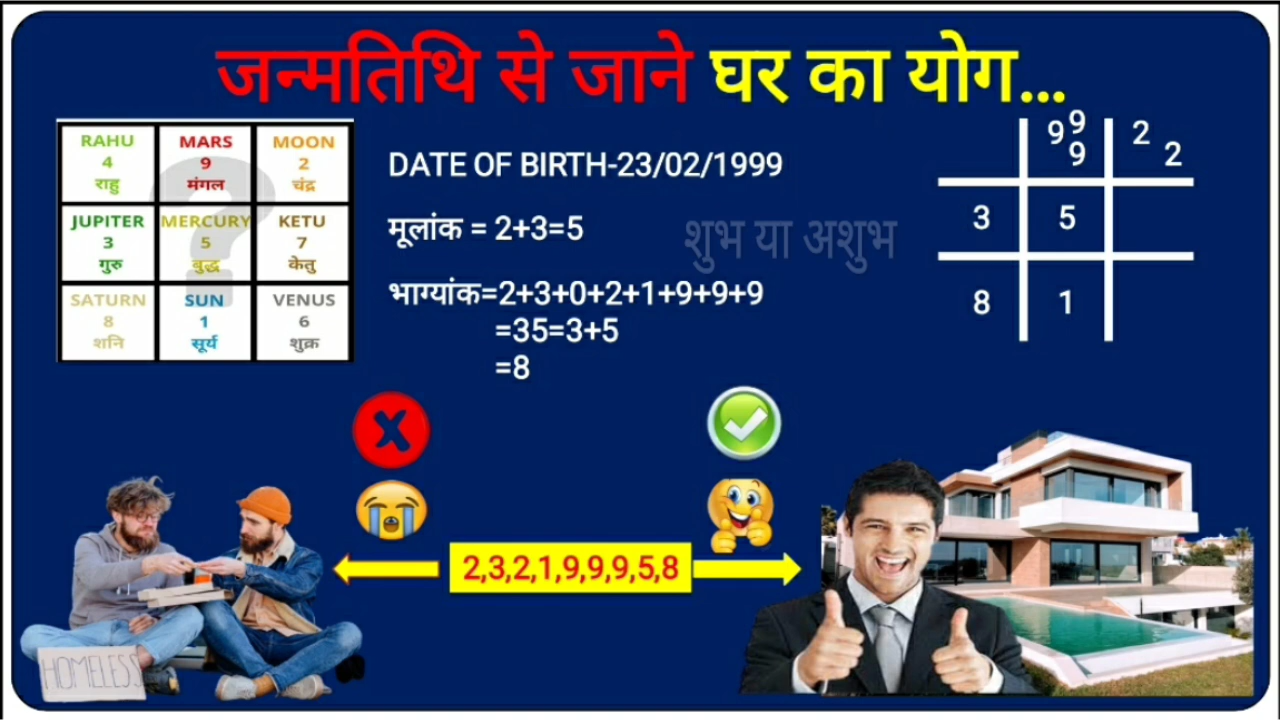 जन्मतिथि से जाने घर का योग...
RAHU
4
राहु
MARS
9
मंगल
MOON
2
चंद्र
JUPITER
3
गुरु
MERCURY
5
बुद्ध
KETU
7
केतु
SATURN
8
शनि
SUN
1
सूर्य
VENUS
6
शुक्र
?
DATE OF BIRTH-23/02/1999
मूलांक = 2+3=5
शुभ या अशुभ
भाग्यांक=2+3+0+2+1+9+9+9
=35=3+5
=8
9 9 9 2 2
3 5
8 1
2,3,2,1,9,9,9,5,8
HOMELESS